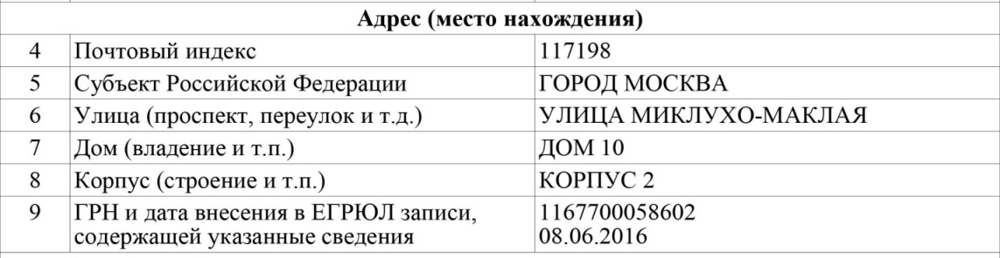 Адрес (место нахождения)
4 Почтовый индекс 117198
5 Субъект Российской Федерации ГОРОД МОСКВА
6 Улица (проспект, переулок и т.д.) УЛИЦА МИКЛУХО-МАКЛАЯ
7 Дом (владение и т.п.) ДОМ 10
8 Корпус (строение и т.п.) КОРПУС 2
9 ГРН и дата внесения в ЕГРЮЛ записи, 1167700058602
содержащей указанные сведения 08.06.2016